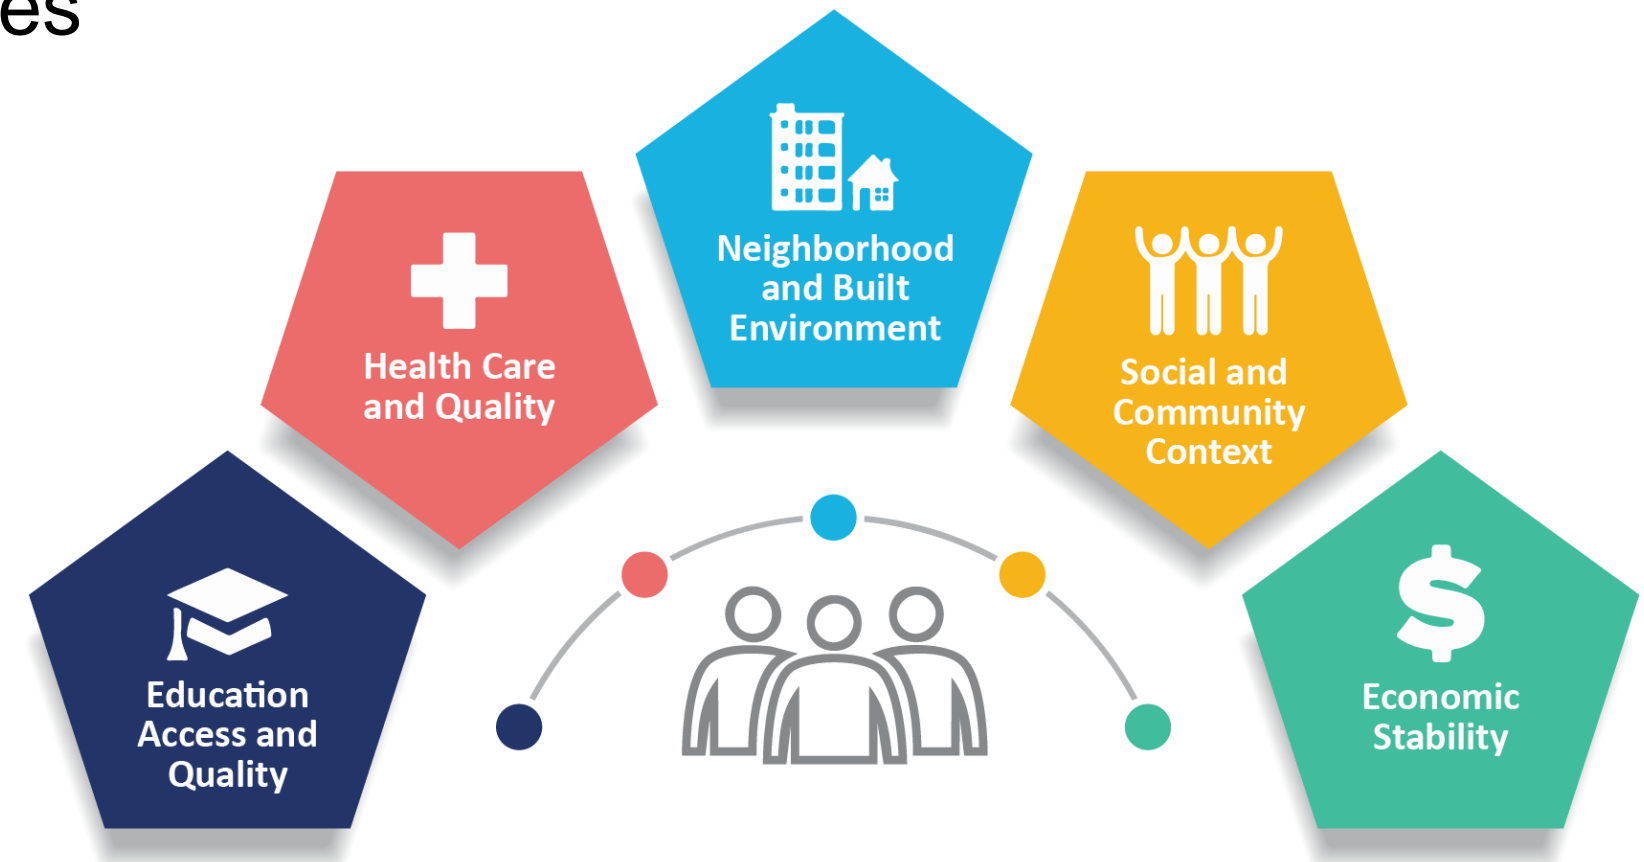 es
Neighborhood
and Built
Environment
Health Care
and Quality
Social and
Community
Context
Education
Access and
Quality
$
Economic
Stability